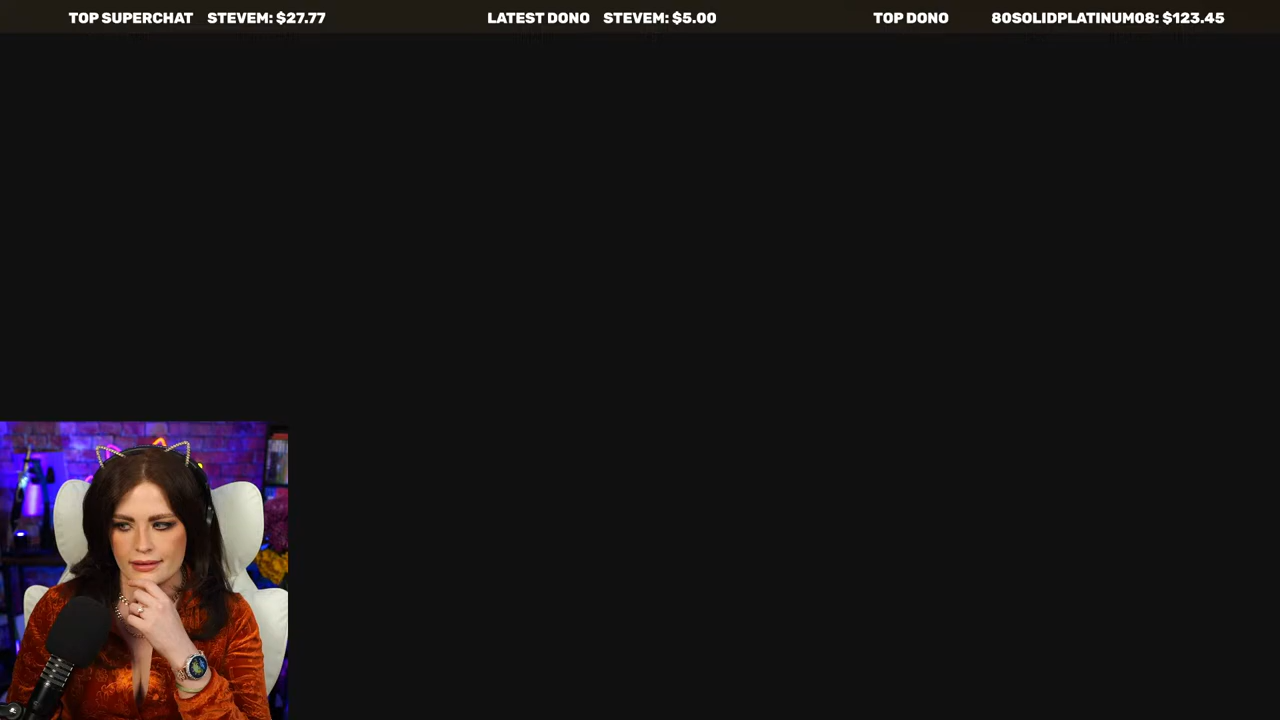 TOP SUPERCHAT STEVEM: $27.77 LATEST DONO STEVEM: $5.00 TOP DONO 80SOLIDPLATINUM08: $123.45